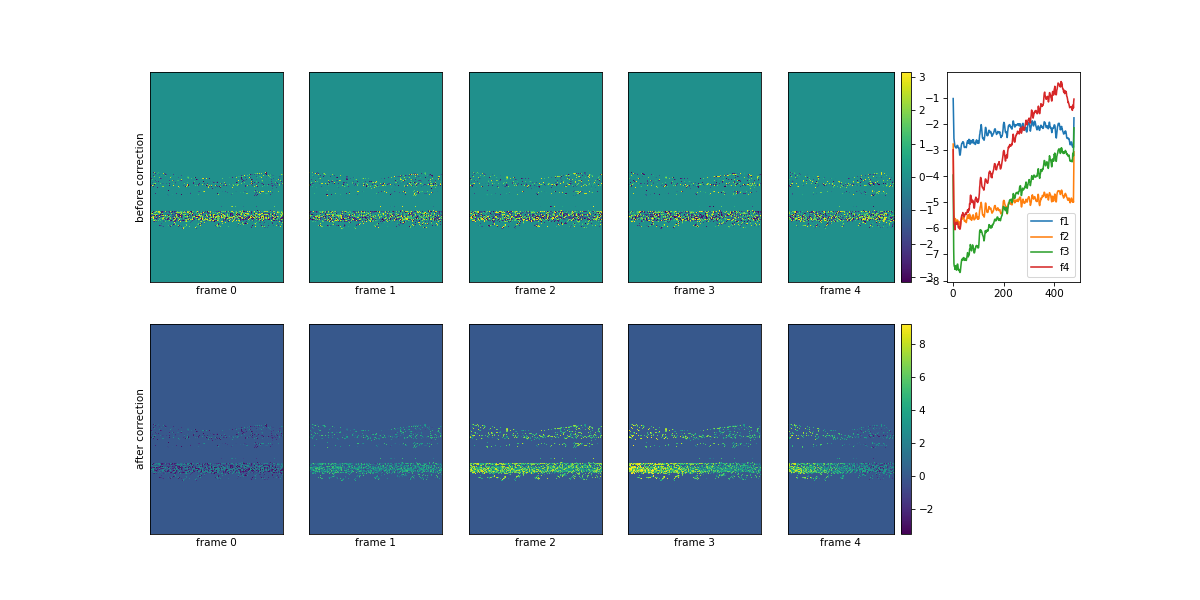 before correction
frame 0
frame 1
frame 2
frame 3
frame 4
3
2
1
0
−1
−2
−3
−1
−2
−3
−4
−5
−6
−7
−8
0
200
400
f1
f2
f3
f4
after correction
frame 0
frame 1
frame 2
frame 3
frame 4
8
6
4
2
0
−2